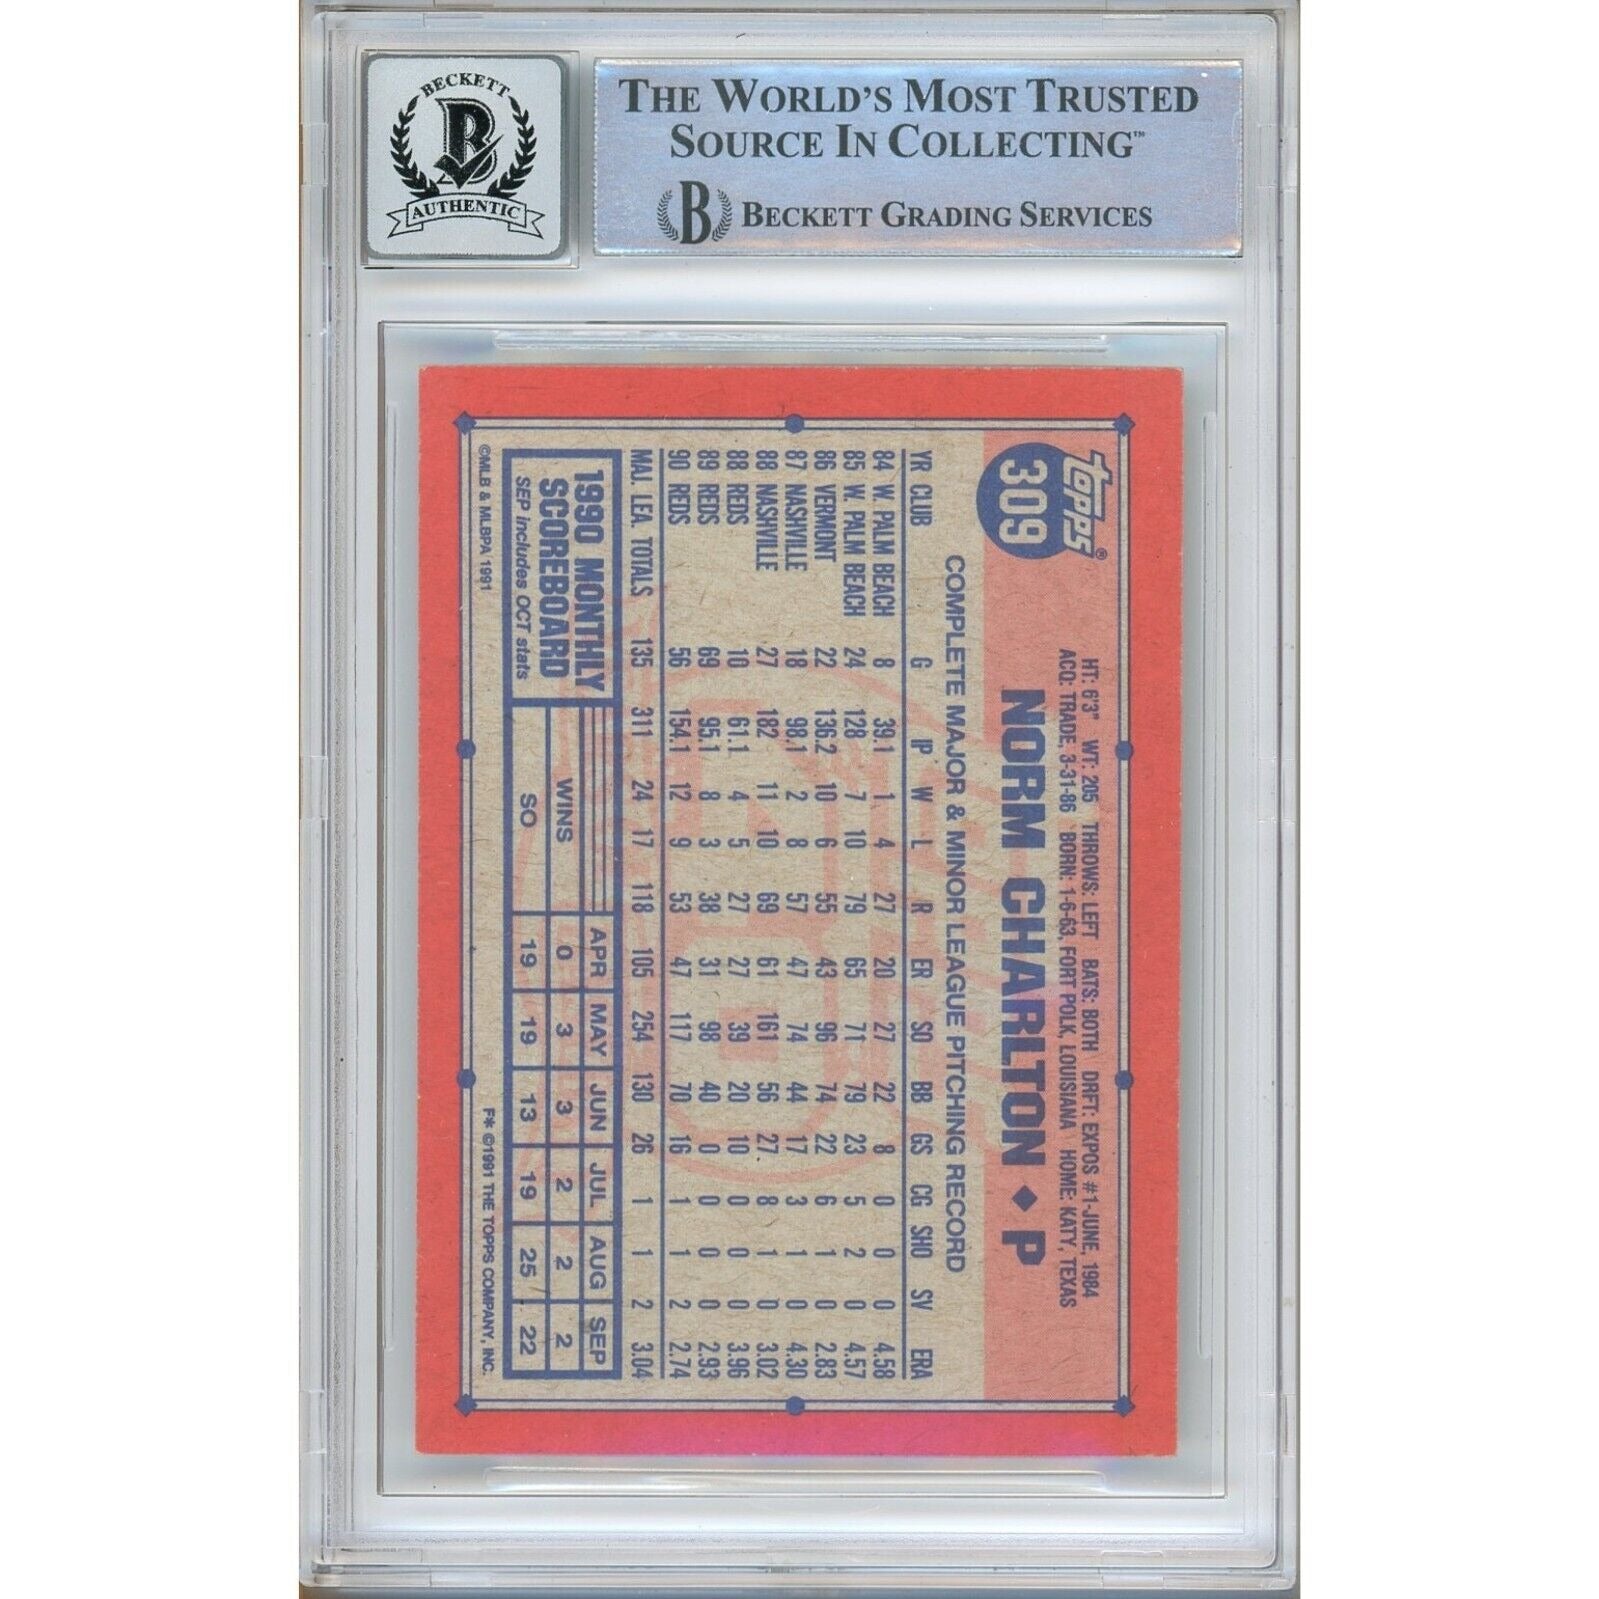 BECKETT
B
AUTHENTIC
THE WORLD'S MOST TRUSTED
SOURCE IN COLLECTING™
B BECKETT GRADING SERVICES
topps®
309
HT: 6'3" WT: 205 THROWS: LEFT BATS: BOTH DRFT: EXPOS #1-JUNE, 1984
ACQ: TRADE, 3-31-86 BORN: 1-6-63, FORT POLK, LOUISIANA HOME: KATY, TEXAS
NORM CHARLTON ♦ P
COMPLETE MAJOR & MINOR LEAGUE PITCHING RECORD
YR CLUB G IP W L R ER SO BB GS CG SHO SV ERA
84 W. PALM BEACH 8 39.1 1 4 27 20 27 22 8 0 0 0 4.58
85 W. PALM BEACH 24 128 7 10 79 65 71 79 23 5 2 0 4.57
86 VERMONT 22 136.2 10 6 55 43 96 74 22 6 1 0 2.83
87 NASHVILLE 18 98.1 2 8 57 47 74 44 17 3 1 0 4.30
88 NASHVILLE 27 182 11 10 69 61 161 56 27 8 1 0 3.02
88 REDS 10 61.1 4 5 27 27 39 20 10 0 0 0 3.96
89 REDS 69 95.1 8 3 38 31 98 40 0 0 0 0 2.93
90 REDS 56 154.1 12 9 53 47 117 70 16 1 1 2 2.74
MAJ. LEA. TOTALS 135 311 24 17 118 105 254 130 26 1 1 2 3.04
1990 MONTHLY
SCOREBOARD
SEP includes OCT stats
APR MAY JUN JUL AUG SEP
WINS 0 3 3 2 2 2
SO 19 19 13 19 25 22
©MLB & MLBPA 1991
F* ©1991 THE TOPPS COMPANY, INC.